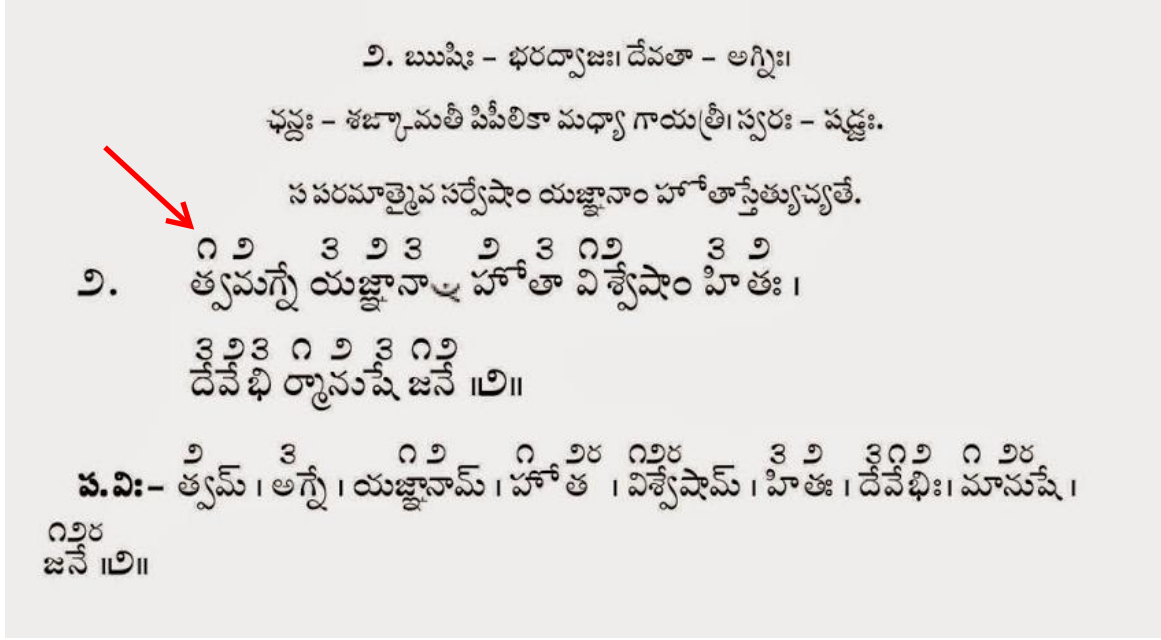 ౨. ఋషిః – భరద్వాజః। దేవతా – అగ్నిః।
ఛన్దః – శఙ్కుమతీ పిపీలికా మధ్యా గాయత్రీ। స్వరః – షడ్జః.
స పరమాత్మైవ సర్వేషాం యజ్ఞానాం హోతాస్తేత్యుచ్యతే.
౧ ౨ ౩ ౨ ౩ ౨ ౩ ౧౨ ౩ ౨
౨. త్వమగ్నే యజ్ఞానాఀ హోతా విశ్వేషాం హితః ।
౩ ౨ ౩ ౧ ౨ ౩ ౧౨
దేవేభి ర్మానుషే జనే ॥౨॥
౨ ౩ ౧ ౨ ౧ ౨ర ౧౨ర ౩ ౨ ౩౧౨ ౧ ౨ర
ప.విః– త్వమ్ । అగ్నే । యజ్ఞానామ్ । హోత । విశ్వేషామ్ । హితః । దేవేభిః। మానుషే ।
౧౨ర
జనే ॥౨॥